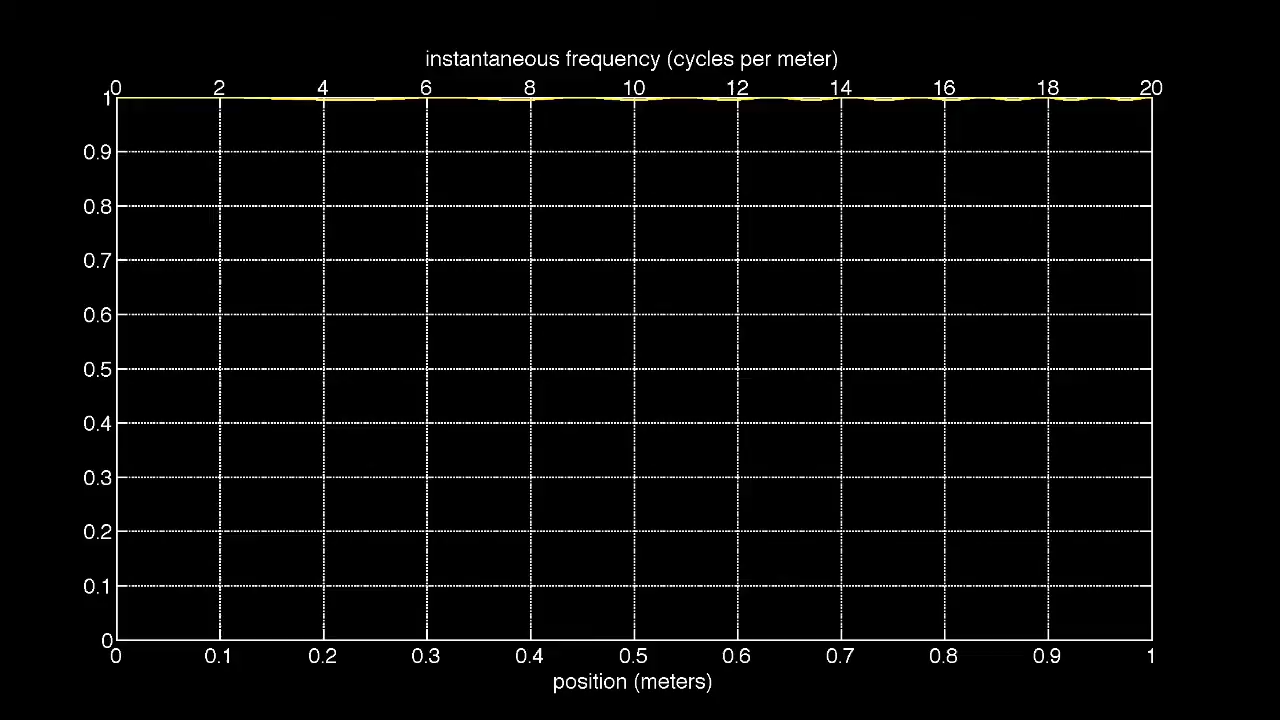 instantaneous frequency (cycles per meter)
0 2 4 6 8 10 12 14 16 18 20
1
0.9
0.8
0.7
0.6
0.5
0.4
0.3
0.2
0.1
0
0 0.1 0.2 0.3 0.4 0.5 0.6 0.7 0.8 0.9 1
position (meters)